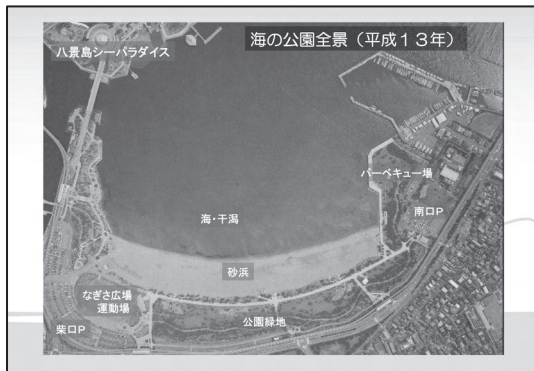 海の公園全景（平成１３年）
八景島シーパラダイス
バーベキュー場
南口P
海・干潟
砂浜
なぎさ広場
運動場
公園緑地
柴口P